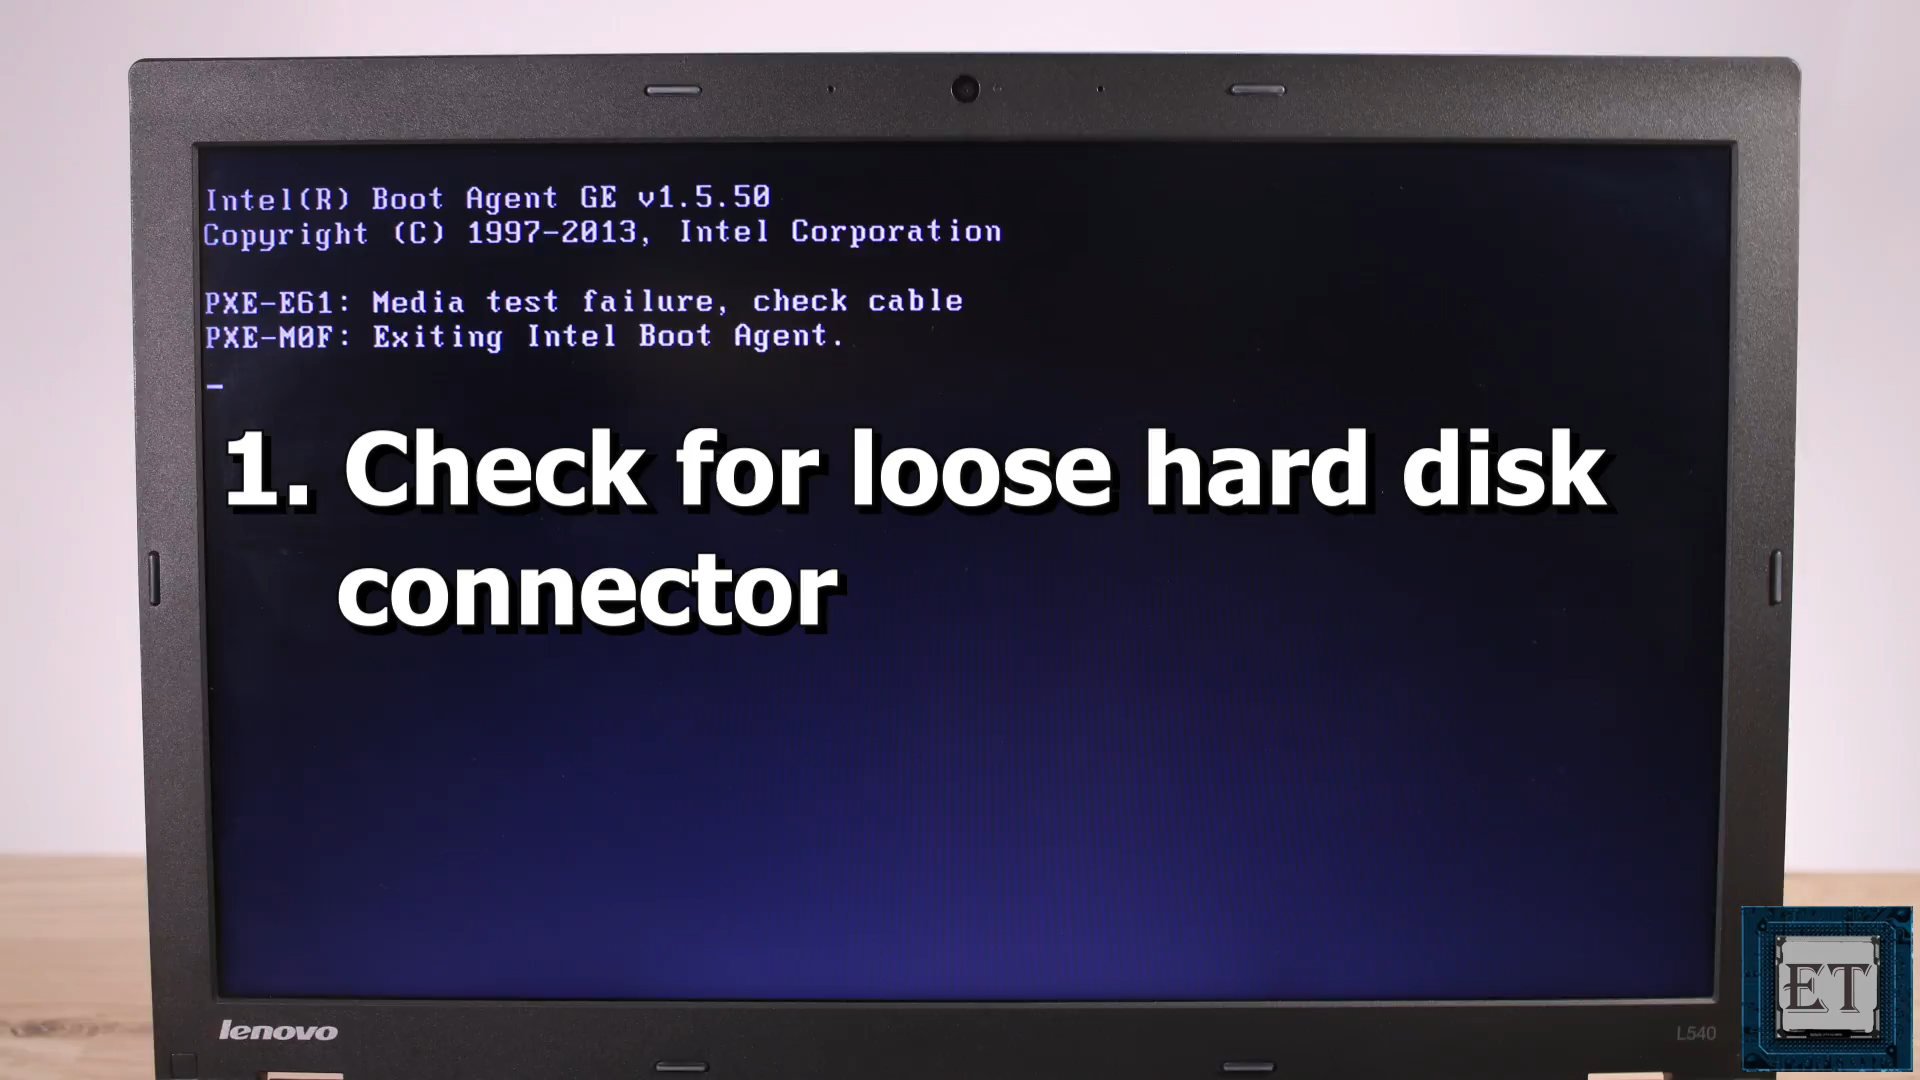 Intel(R) Boot Agent GE v1.5.50
Copyright (C) 1997-2013, Intel Corporation
PXE-E61: Media test failure, check cable
PXE-M0F: Exiting Intel Boot Agent.
_
1. Check for loose hard disk
connector
lenovo
L540
ET